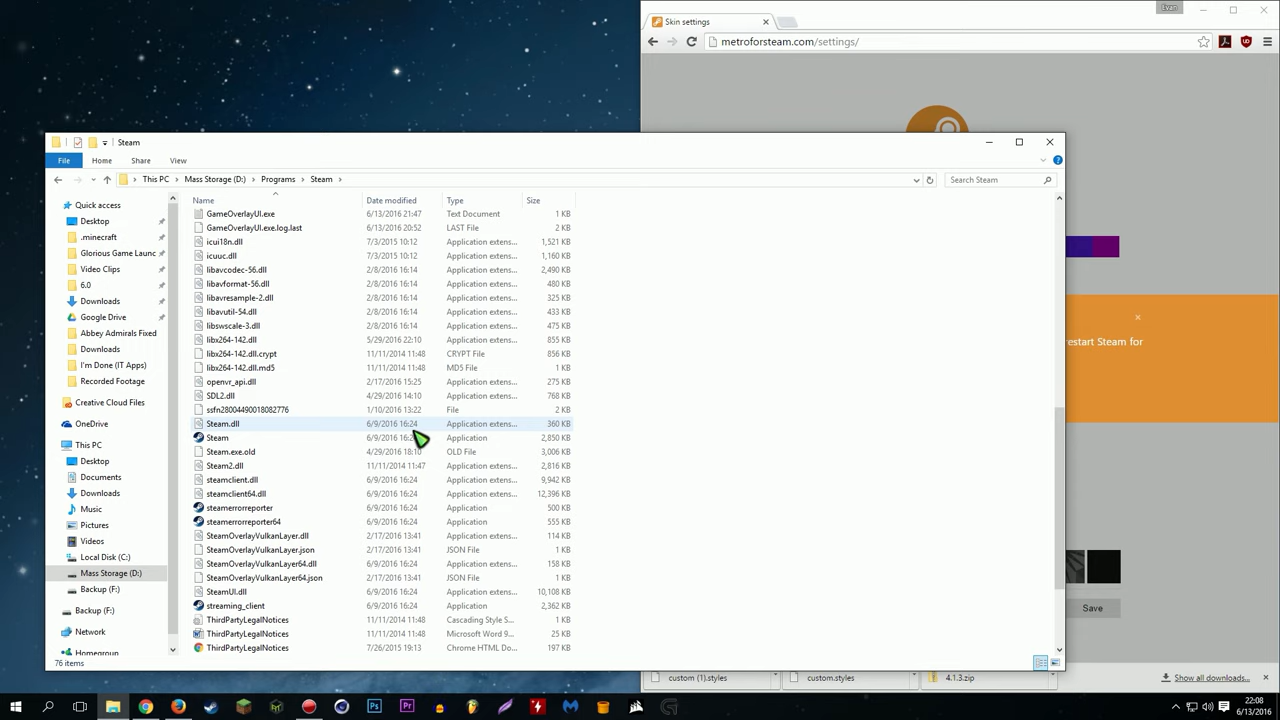 Evan
Skin settings
metroforsteam.com/settings/
Steam
File Home Share View
This PC Mass Storage (D:) Programs Steam
Search Steam
Name Date modified Type Size
GameOverlayUI.exe 6/13/2016 21:47 Text Document 1 KB
GameOverlayUI.exe.log.last 6/13/2016 20:52 LAST File 2 KB
icui18n.dll 7/3/2015 10:12 Application extens... 1,521 KB
icuuc.dll 7/3/2015 10:12 Application extens... 1,160 KB
libavcodec-56.dll 2/8/2016 16:14 Application extens... 2,490 KB
libavformat-56.dll 2/8/2016 16:14 Application extens... 480 KB
libavresample-2.dll 2/8/2016 16:14 Application extens... 325 KB
libavutil-54.dll 2/8/2016 16:14 Application extens... 433 KB
libswscale-3.dll 2/8/2016 16:14 Application extens... 475 KB
libx264-142.dll 5/29/2016 22:10 Application extens... 855 KB
libx264-142.dll.crypt 11/11/2014 11:48 CRYPT File 856 KB
libx264-142.dll.md5 11/11/2014 11:48 MD5 File 1 KB
openvr_api.dll 2/17/2016 15:25 Application extens... 275 KB
SDL2.dll 4/29/2016 14:10 Application extens... 768 KB
ssfn28004490018082776 1/10/2016 13:22 File 2 KB
Steam.dll 6/9/2016 16:24 Application extens... 360 KB
Steam 6/9/2016 16:24 Application 2,850 KB
Steam.exe.old 4/29/2016 18:10 OLD File 3,006 KB
Steam2.dll 11/11/2014 11:47 Application extens... 2,816 KB
steamclient.dll 6/9/2016 16:24 Application extens... 9,942 KB
steamclient64.dll 6/9/2016 16:24 Application extens... 12,396 KB
steamerrorreporter 6/9/2016 16:24 Application 500 KB
steamerrorreporter64 6/9/2016 16:24 Application 555 KB
SteamOverlayVulkanLayer.dll 2/17/2016 13:41 Application extens... 114 KB
SteamOverlayVulkanLayer.json 2/17/2016 13:41 JSON File 1 KB
SteamOverlayVulkanLayer64.dll 6/9/2016 16:24 Application extens... 158 KB
SteamOverlayVulkanLayer64.json 2/17/2016 13:41 JSON File 1 KB
SteamUI.dll 6/9/2016 16:24 Application extens... 10,108 KB
streaming_client 6/9/2016 16:24 Application 2,362 KB
ThirdPartyLegalNotices 11/11/2014 11:48 Cascading Style S... 1 KB
ThirdPartyLegalNotices 11/11/2014 11:48 Microsoft Word 9... 25 KB
ThirdPartyLegalNotices 7/26/2015 19:13 Chrome HTML Do... 197 KB
Quick access
Desktop
.minecraft
Glorious Game Launc
Video Clips
6.0
Downloads
Google Drive
Abbey Admirals Fixed
Downloads
I'm Done (IT Apps)
Recorded Footage
Creative Cloud Files
OneDrive
This PC
Desktop
Documents
Downloads
Music
Pictures
Videos
Local Disk (C:)
Mass Storage (D:)
Backup (F:)
Backup (F:)
Network
Homegroup
76 items
restart Steam for
Save
custom (1).styles custom.styles 4.1.3.zip Show all downloads...
22:08
6/13/2016